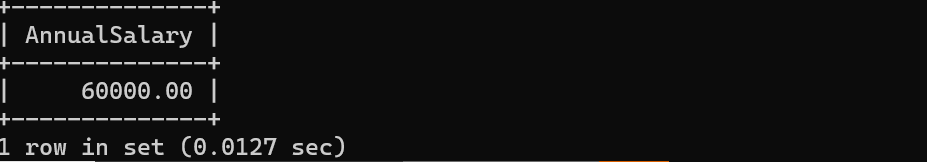 +--------------+
| AnnualSalary |
+--------------+
|     60000.00 |
+--------------+
1 row in set (0.0127 sec)